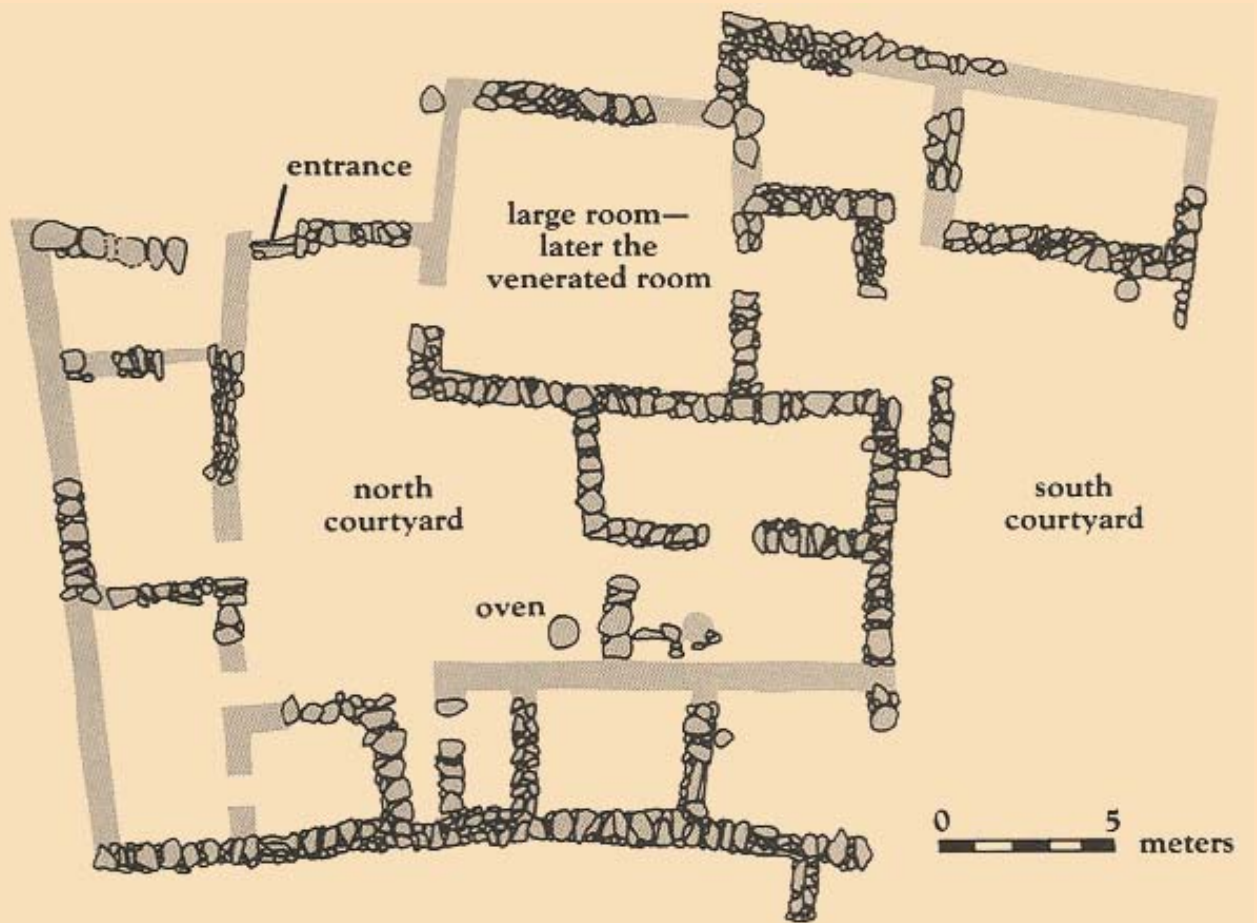 entrance
large room—
later the
venerated room
north
courtyard
south
courtyard
oven
0 5
meters